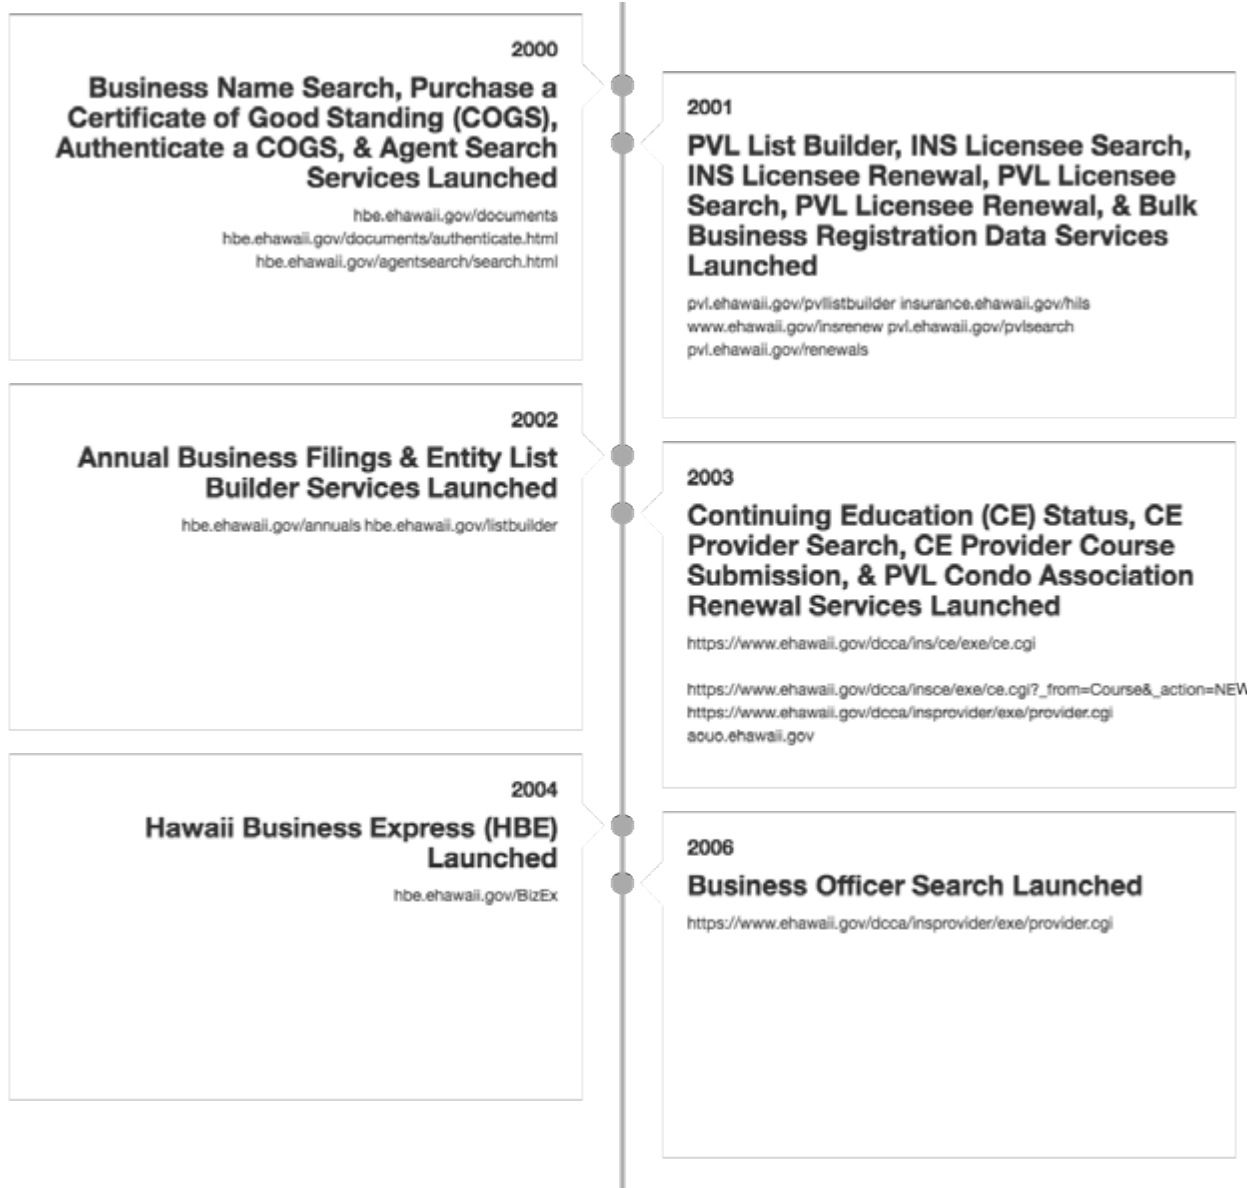 2000
Business Name Search, Purchase a
Certificate of Good Standing (COGS),
Authenticate a COGS, & Agent Search
Services Launched
hbe.ehawaii.gov/documents
hbe.ehawaii.gov/documents/authenticate.html
hbe.ehawaii.gov/agentsearch/search.html
2001
PVL List Builder, INS Licensee Search,
INS Licensee Renewal, PVL Licensee
Search, PVL Licensee Renewal, & Bulk
Business Registration Data Services
Launched
pvl.ehawaii.gov/pvllistbuilder insurance.ehawaii.gov/hils
www.ehawaii.gov/insrenew pvl.ehawaii.gov/pvlsearch
pvl.ehawaii.gov/renewals
2002
Annual Business Filings & Entity List
Builder Services Launched
hbe.ehawaii.gov/annuals hbe.ehawaii.gov/listbuilder
2003
Continuing Education (CE) Status, CE
Provider Search, CE Provider Course
Submission, & PVL Condo Association
Renewal Services Launched
https://www.ehawaii.gov/dcca/ins/ce/exe/ce.cgi
https://www.ehawaii.gov/dcca/insce/exe/ce.cgi?_from=Course&_action=NEW
https://www.ehawaii.gov/dcca/insprovider/exe/provider.cgi
aouo.ehawaii.gov
2004
Hawaii Business Express (HBE)
Launched
hbe.ehawaii.gov/BizEx
2006
Business Officer Search Launched
https://www.ehawaii.gov/dcca/insprovider/exe/provider.cgi